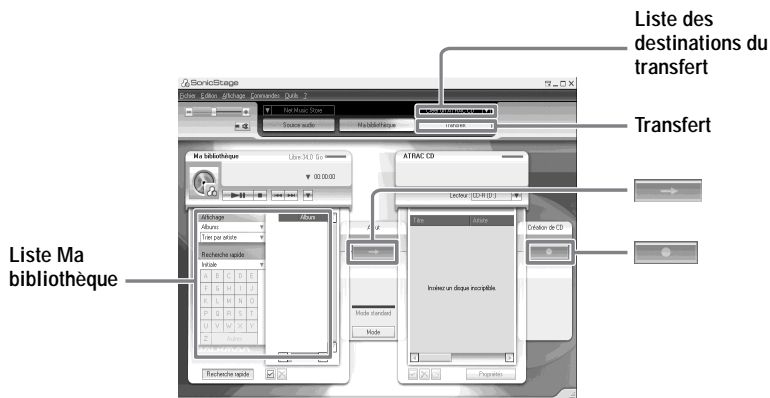 Liste des
destinations du
transfert
SonicStage
Fichier Edition Affichage Commandes Outils ?
Net Music Store
Source audio
Ma bibliothèque
Transfert
Transfert
Ma bibliothèque
Libre:34,0 Go
00:00:00
ATRAC CD
Lecteur: CD-R (D:)
Affichage
Albums
Trier par artiste
Recherche rapide
Initiale
A B C D E
F G H I J
K L M N O
P Q R S T
U V W X Y
Z Autre
Album
Mode standard
Mode
Titre
Artiste
Insérez un disque inscriptible.
Création de CD
Liste Ma
bibliothèque
Recherche rapide
Propriétés